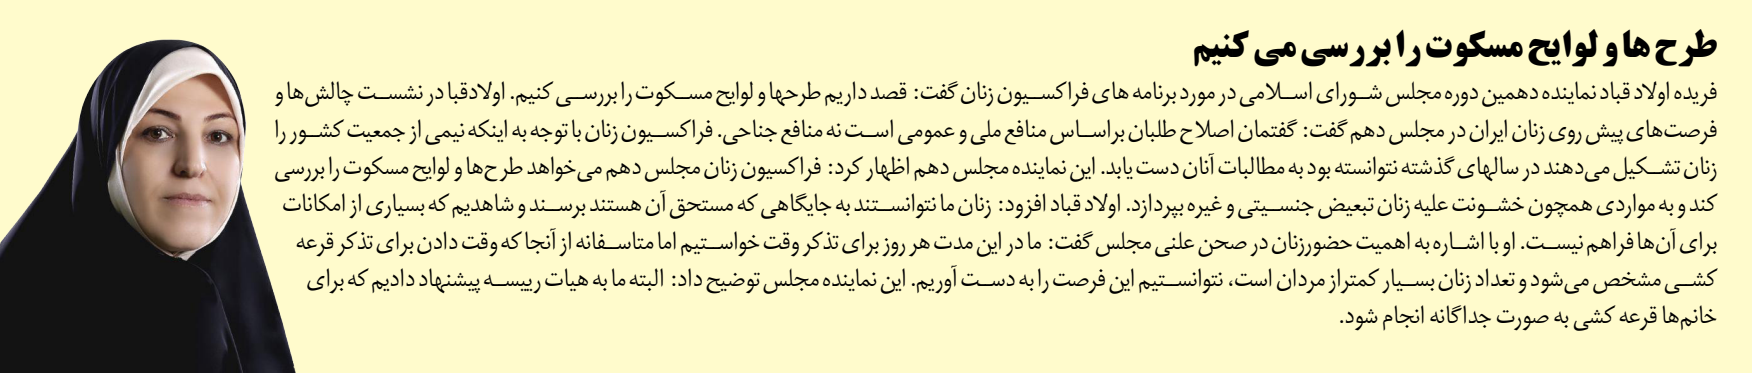 طرح ها و لوایح مسکوت را بررسی می کنیم
فریده اولاد قباد نماینده دهمین دوره مجلس شورای اسلامی در مورد برنامه های فراکسیون زنان گفت: قصد داریم طرحها و لوایح مسکوت را بررسی کنیم. اولادقبا در نشست چالش‌ها و
فرصت‌های پیش روی زنان ایران در مجلس دهم گفت: گفتمان اصلاح طلبان براساس منافع ملی و عمومی است نه منافع جناحی. فراکسیون زنان با توجه به اینکه نیمی از جمعیت کشور را
زنان تشکیل می‌دهند در سالهای گذشته نتوانسته بود به مطالبات آنان دست یابد. این نماینده مجلس دهم اظهار کرد: فراکسیون زنان مجلس دهم می‌خواهد طرح‌ها و لوایح مسکوت را بررسی
کند و به مواردی همچون خشونت علیه زنان تبعیض جنسیتی و غیره بپردازد. اولاد قباد افزود: زنان ما نتوانستند به جایگاهی که مستحق آن هستند برسند و شاهدیم که بسیاری از امکانات
برای آن‌ها فراهم نیست. او با اشاره به اهمیت حضورزنان در صحن علنی مجلس گفت: ما در این مدت هر روز برای تذکر وقت خواستیم اما متاسفانه از آنجا که وقت دادن برای تذکر قرعه
کشی مشخص می‌شود و تعداد زنان بسیار کمتراز مردان است، نتوانستیم این فرصت را به دست آوریم. این نماینده مجلس توضیح داد: البته ما به هیات رییسه پیشنهاد دادیم که برای
خانم‌ها قرعه کشی به صورت جداگانه انجام شود.